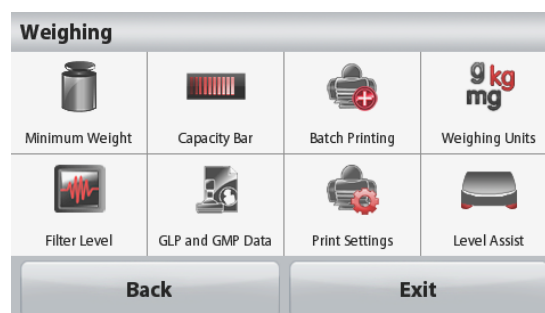 Weighing
g kg
mg
Minimum Weight
Capacity Bar
Batch Printing
Weighing Units
Filter Level
GLP and GMP Data
Print Settings
Level Assist
Back
Exit